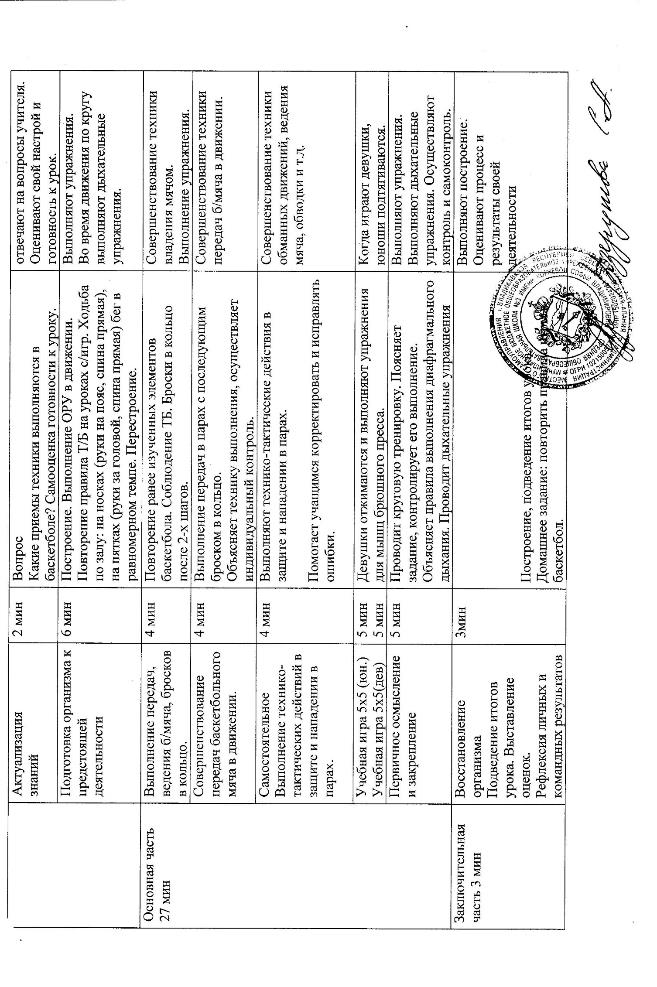 Актуализация
знаний
2 мин
Вопрос
Какие приемы техники выполняются в
баскетболе? Самооценка готовности к уроку.
отвечают на вопросы учителя.
Оценивают свой настрой и
готовность к урок.
Подготовка организма к
предстоящей
деятельности
6 мин
Построение. Выполнение ОРУ в движении.
Повторение правила Т/Б на уроках с/игр. Ходьба
по залу: на носках (руки на пояс, спина прямая),
на пятках (руки за головой, спина прямая) бег в
равномерном темпе. Перестроение.
Выполняют упражнения.
Во время движения по кругу
выполняют дыхательные
упражнения.
Основная часть
27 мин
Выполнение передач,
ведения б/мяча, бросков
в кольцо.
4 мин
Повторение ранее изученных элементов
баскетбола. Соблюдение ТБ. Броски в кольцо
после 2-х шагов.
Совершенствование техники
владения мячом.
Выполнение упражнения.
Совершенствование
передач баскетбольного
мяча в движении.
4 мин
Выполнение передач в парах с последующим
броском в кольцо.
Объясняет технику выполнения, осуществляет
индивидуальный контроль.
Совершенствование техники
передач б/мяча в движении.
Самостоятельное
Выполнение технико-
тактических действий в
защите и нападении в
парах.
4 мин
Выполняют технико-тактические действия в
защите и нападении в парах.
Помогает учащимся корректировать и исправлять
ошибки.
Совершенствование техники
обманных движений, ведения
мяча, обводки и т.д.
Учебная игра 5х5 (юн.)
Учебная игра 5х5(дев)
5 мин
5 мин
Девушки отжимаются и выполняют упражнения
для мышц брюшного пресса.
Когда играют девушки,
юноши подтягиваются.
Первичное осмысление
и закрепление
5 мин
Проводит круговую тренировку. Поясняет
задание, контролирует его выполнение.
Объясняет правила выполнения диафрагмального
дыхания. Проводит дыхательные упражнения
Выполняют упражнения.
Выполняют дыхательные
упражнения. Осуществляют
контроль и самоконтроль.
Заключительная
часть 3 мин
Восстановление
организма
Подведение итогов
урока. Выставление
оценок.
Рефлексия личных и
командных результатов
3мин
Построение, подведение итогов
Домашнее задание: повторить
баскетбол.
Выполняют построение.
Оценивают процесс и
результаты своей
деятельности